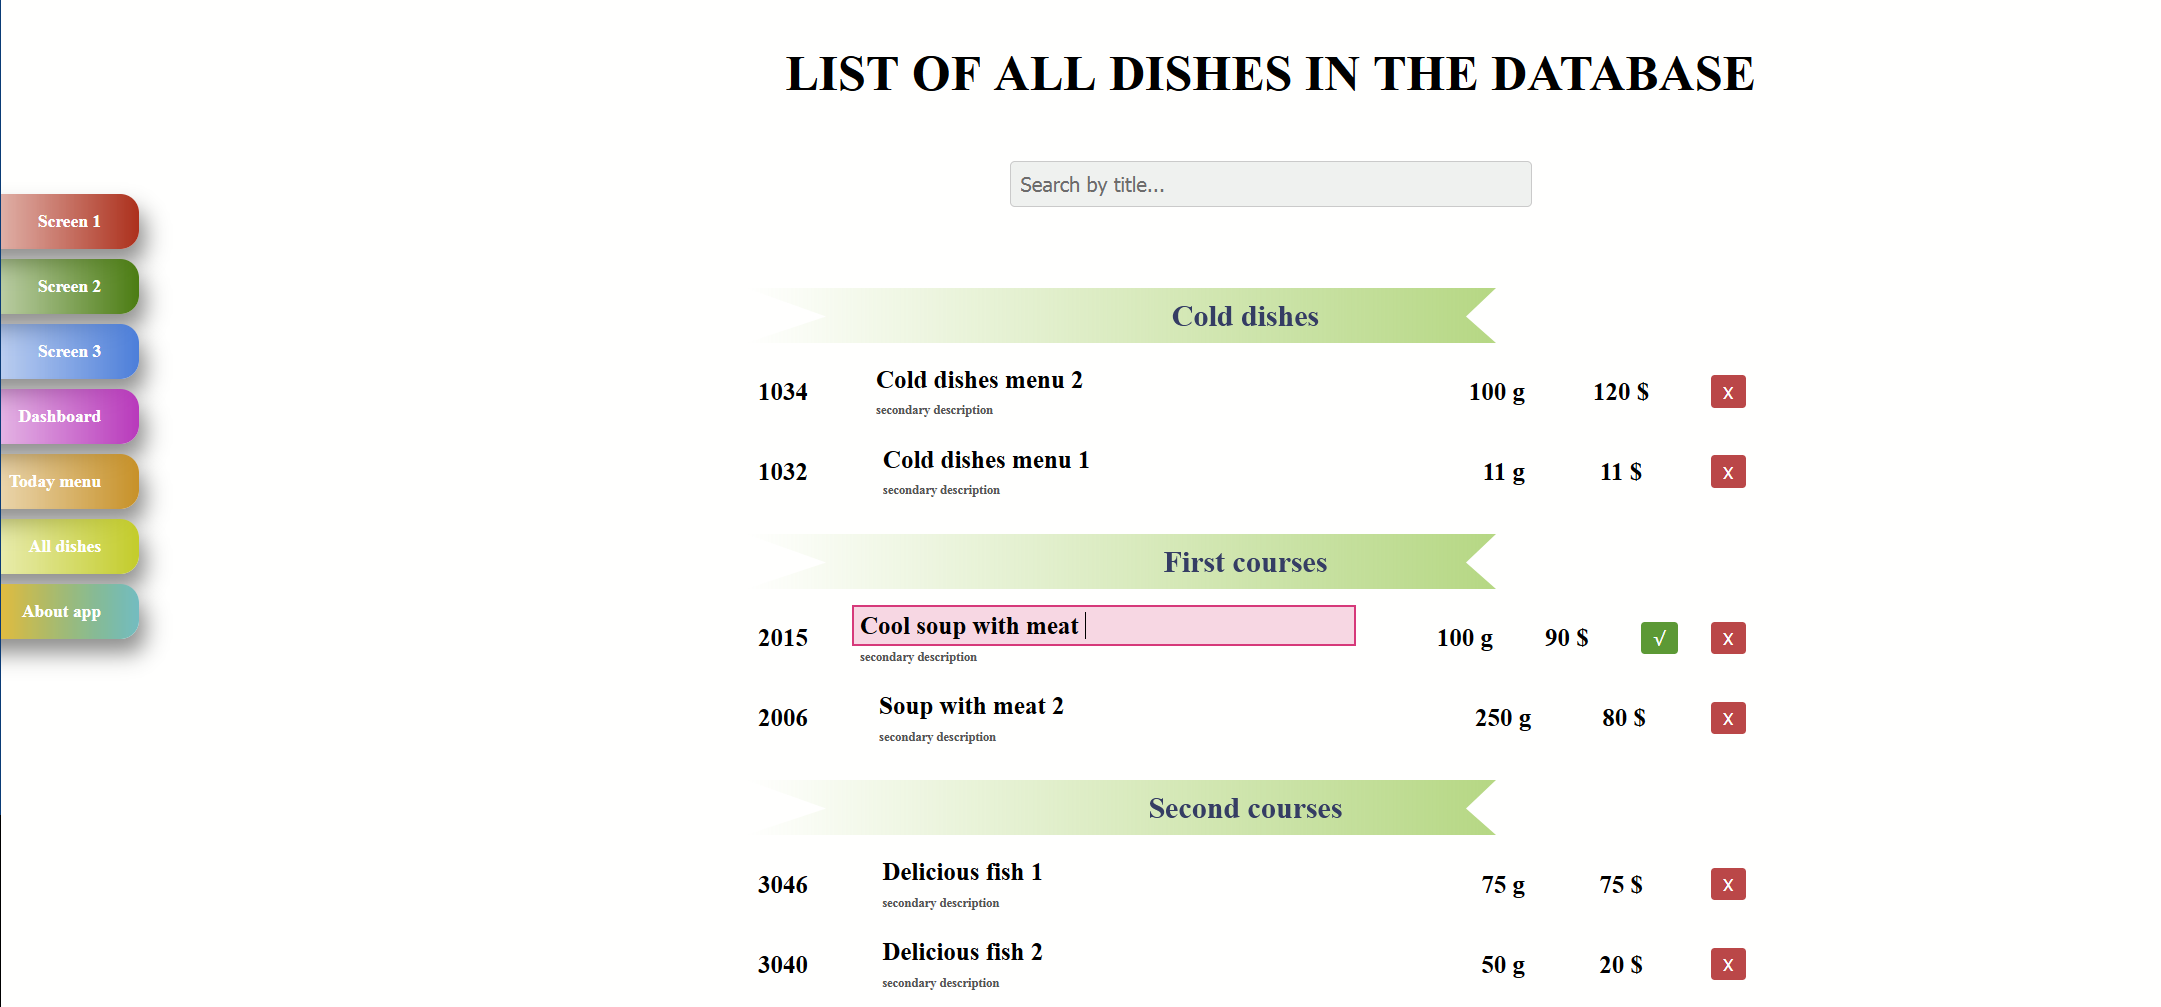 LIST OF ALL DISHES IN THE DATABASE
Search by title...
Screen 1
Screen 2
Screen 3
Dashboard
Today menu
All dishes
About app
Cold dishes
1034 Cold dishes menu 2 100 g 120 $ X
secondary description
1032 Cold dishes menu 1 11 g 11 $ X
secondary description
First courses
2015 Cool soup with meat 100 g 90 $ √ X
secondary description
2006 Soup with meat 2 250 g 80 $ X
secondary description
Second courses
3046 Delicious fish 1 75 g 75 $ X
secondary description
3040 Delicious fish 2 50 g 20 $ X
secondary description